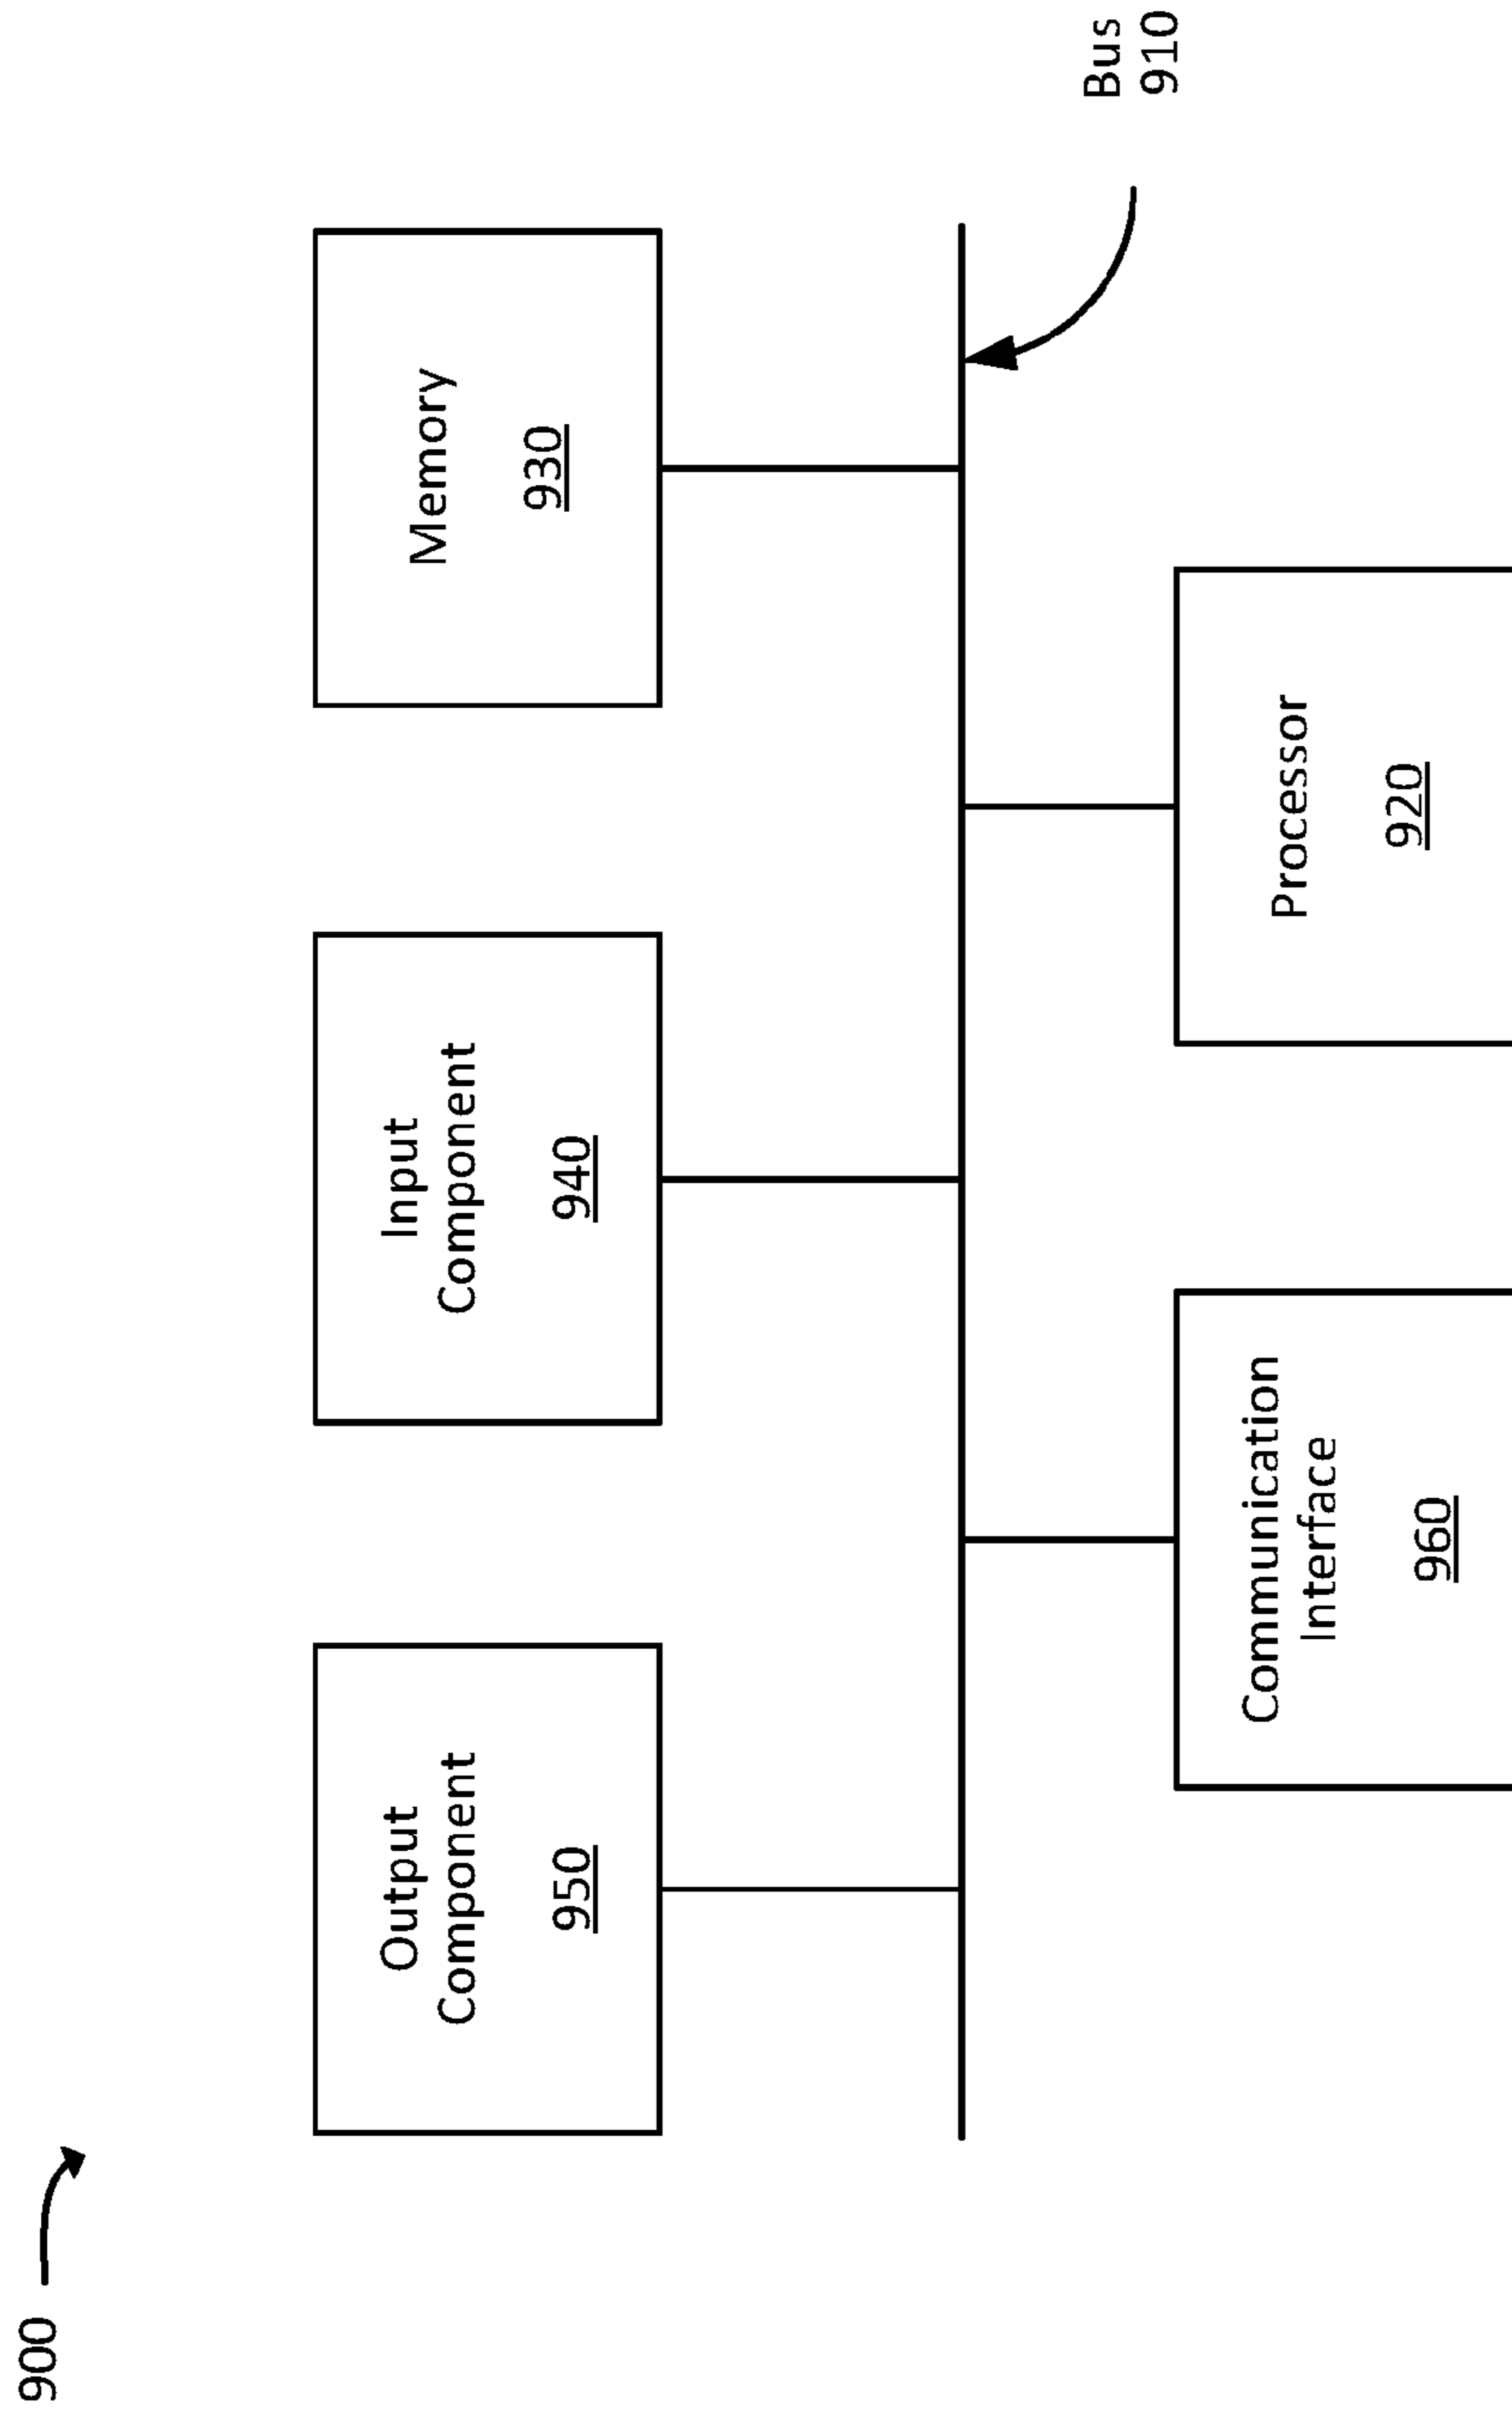 900
Output
Component
950
Input
Component
940
Memory
930
Bus
910
Communication
Interface
960
Processor
920